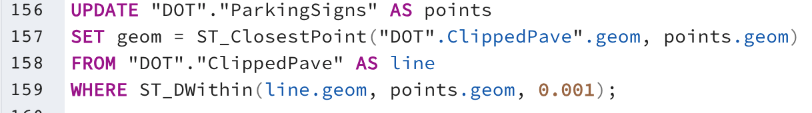 156 UPDATE "DOT"."ParkingSigns" AS points
157 SET geom = ST_ClosestPoint("DOT".ClippedPave".geom, points.geom)
158 FROM "DOT"."ClippedPave" AS line
159 WHERE ST_DWithin(line.geom, points.geom, 0.001);